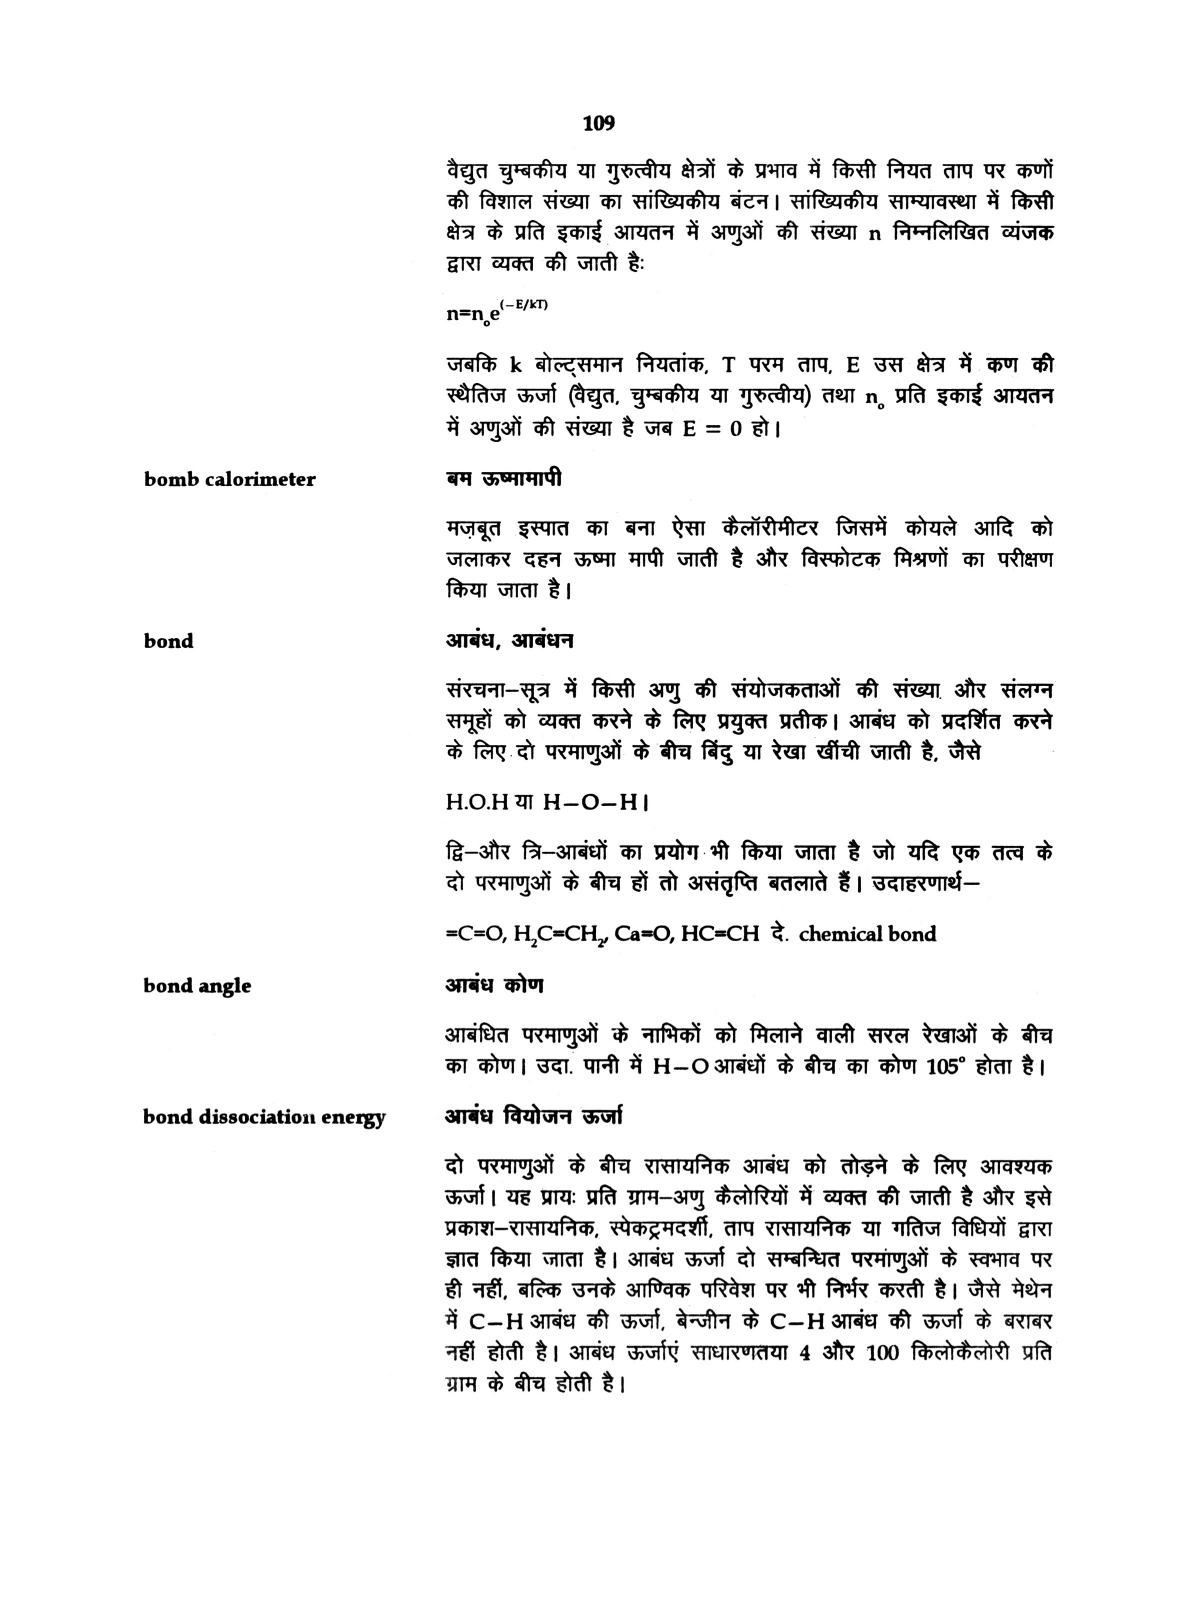 109
वैद्युत चुम्बकीय या गुरुत्वीय क्षेत्रों के प्रभाव में किसी नियत ताप पर कणों
की विशाल संख्या का सांख्यिकीय बंटन। सांख्यिकीय साम्यावस्था में किसी
क्षेत्र के प्रति इकाई आयतन में अणुओं की संख्या n निम्नलिखित व्यंजक
द्वारा व्यक्त की जाती है:
n=n₀e^(–E/kT)
जबकि k बोल्ट्समान नियतांक, T परम ताप, E उस क्षेत्र में कण की
स्थैतिज ऊर्जा (वैद्युत, चुम्बकीय या गुरुत्वीय) तथा n₀ प्रति इकाई आयतन
में अणुओं की संख्या है जब E = 0 हो।
bomb calorimeter बम ऊष्मामापी
मज़बूत इस्पात का बना ऐसा कैलॉरीमीटर जिसमें कोयले आदि को
जलाकर दहन ऊष्मा मापी जाती है और विस्फोटक मिश्रणों का परीक्षण
किया जाता है।
bond आबंध, आबंधन
संरचना–सूत्र में किसी अणु की संयोजकताओं की संख्या और संलग्न
समूहों को व्यक्त करने के लिए प्रयुक्त प्रतीक। आबंध को प्रदर्शित करने
के लिए दो परमाणुओं के बीच बिंदु या रेखा खींची जाती है, जैसे
H.O.H या H–O–H।
द्वि–और त्रि–आबंधों का प्रयोग भी किया जाता है जो यदि एक तत्व के
दो परमाणुओं के बीच हों तो असंतृप्ति बतलाते हैं। उदाहरणार्थ–
=C=O, H₂C=CH₂, Ca=O, HC=CH दे. chemical bond
bond angle आबंध कोण
आबंधित परमाणुओं के नाभिकों को मिलाने वाली सरल रेखाओं के बीच
का कोण। उदा. पानी में H–O आबंधों के बीच का कोण 105° होता है।
bond dissociation energy आबंध वियोजन ऊर्जा
दो परमाणुओं के बीच रासायनिक आबंध को तोड़ने के लिए आवश्यक
ऊर्जा। यह प्रायः प्रति ग्राम–अणु कैलोरियों में व्यक्त की जाती है और इसे
प्रकाश–रासायनिक, स्पेकट्रमदर्शी, ताप रासायनिक या गतिज विधियों द्वारा
ज्ञात किया जाता है। आबंध ऊर्जा दो सम्बन्धित परमाणुओं के स्वभाव पर
ही नहीं, बल्कि उनके आण्विक परिवेश पर भी निर्भर करती है। जैसे मेथेन
में C–H आबंध की ऊर्जा, बेन्जीन के C–H आबंध की ऊर्जा के बराबर
नहीं होती है। आबंध ऊर्जाएं साधारणतया 4 और 100 किलोकैलोरी प्रति
ग्राम के बीच होती है।